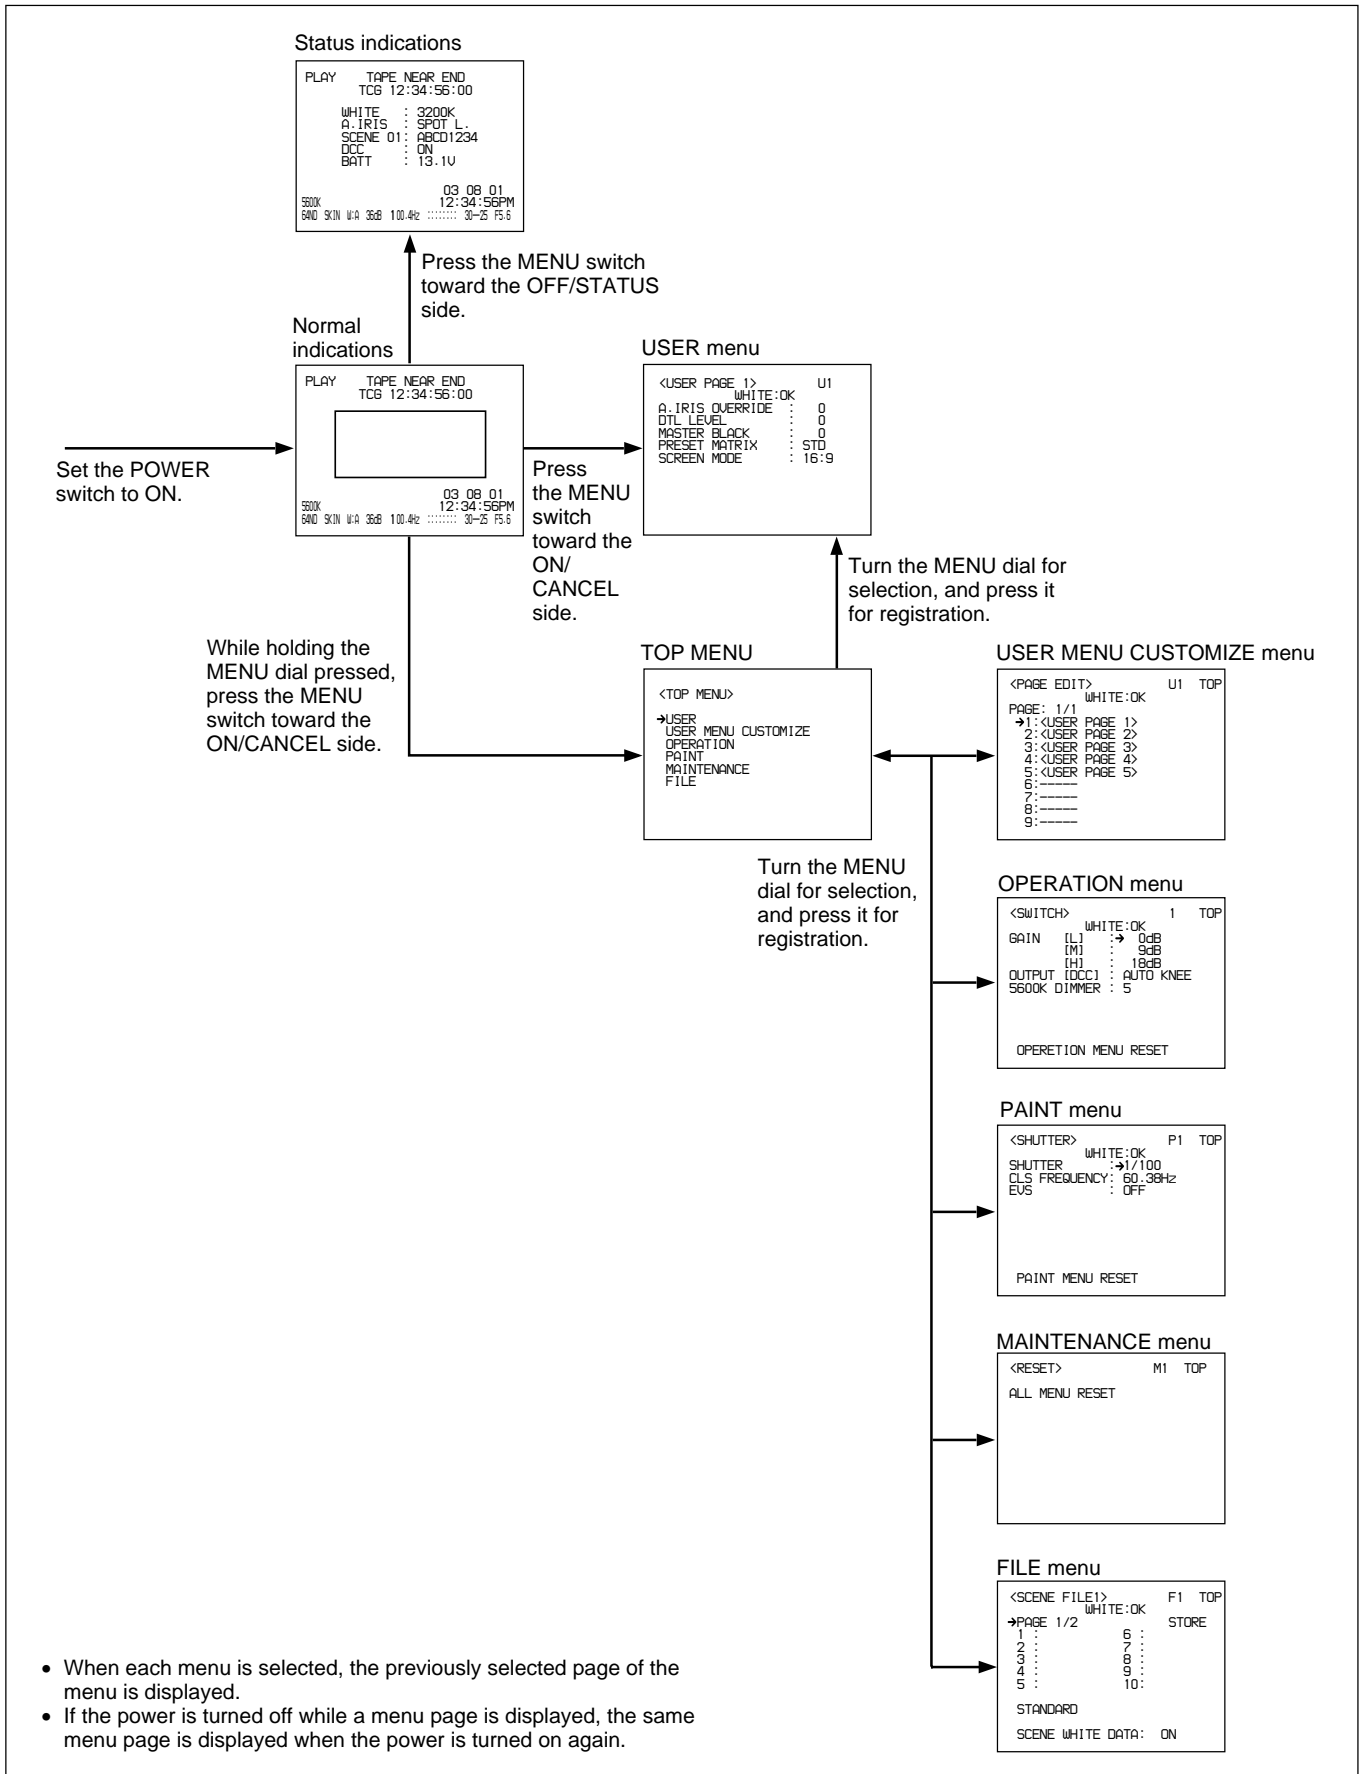 Status indications
PLAY TAPE NEAR END
TCG 12:34:56:00
WHITE : 3200K
A.IRIS : SPOT L.
SCENE 01: ABCD1234
DCC : ON
BATT : 13.1V
03 08 01
5600K 12:34:56PM
64ND SKIN W:A 36dB 100.4Hz :::::::: 30—25 F5.6
Press the MENU switch
toward the OFF/STATUS
side.
Normal
indications
PLAY TAPE NEAR END
TCG 12:34:56:00
03 08 01
5600K 12:34:56PM
64ND SKIN W:A 36dB 100.4Hz :::::::: 30—25 F5.6
Set the POWER
switch to ON.
Press
the MENU
switch
toward the
ON/
CANCEL
side.
USER menu
<USER PAGE 1> U1
WHITE:OK
A.IRIS OVERRIDE : 0
DTL LEVEL : 0
MASTER BLACK : 0
PRESET MATRIX : STD
SCREEN MODE : 16:9
Turn the MENU dial for
selection, and press it
for registration.
While holding the
MENU dial pressed,
press the MENU
switch toward the
ON/CANCEL side.
TOP MENU
<TOP MENU>
→USER
USER MENU CUSTOMIZE
OPERATION
PAINT
MAINTENANCE
FILE
Turn the MENU
dial for selection,
and press it for
registration.
USER MENU CUSTOMIZE menu
<PAGE EDIT> U1 TOP
WHITE:OK
PAGE: 1/1
→1:<USER PAGE 1>
2:<USER PAGE 2>
3:<USER PAGE 3>
4:<USER PAGE 4>
5:<USER PAGE 5>
6:-----
7:-----
8:-----
9:-----
OPERATION menu
<SWITCH> 1 TOP
WHITE:OK
GAIN [L] :→ 0dB
[M] : 9dB
[H] : 18dB
OUTPUT [DCC] : AUTO KNEE
5600K DIMMER : 5
OPERETION MENU RESET
PAINT menu
<SHUTTER> P1 TOP
WHITE:OK
SHUTTER :→1/100
CLS FREQUENCY: 60.38Hz
EVS : OFF
PAINT MENU RESET
MAINTENANCE menu
<RESET> M1 TOP
ALL MENU RESET
FILE menu
<SCENE FILE1> F1 TOP
WHITE:OK
→PAGE 1/2 STORE
1 : 6 :
2 : 7 :
3 : 8 :
4 : 9 :
5 : 10:
STANDARD
SCENE WHITE DATA: ON
• When each menu is selected, the previously selected page of the
menu is displayed.
• If the power is turned off while a menu page is displayed, the same
menu page is displayed when the power is turned on again.